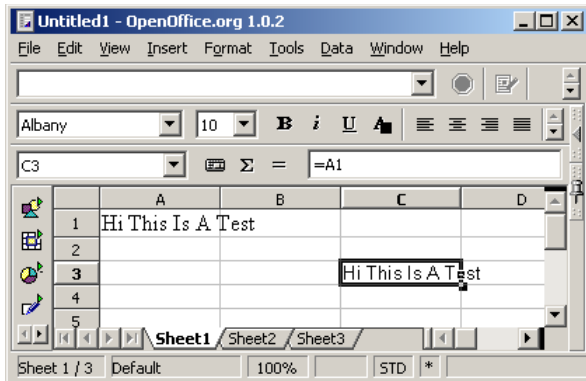 Untitled1 - OpenOffice.org 1.0.2
File Edit View Insert Format Tools Data Window Help
Albany 10 B i U A
C3 Σ = =A1
A B C D
1 Hi This Is A Test
2
3 Hi This Is A Test
4
5
Sheet1 Sheet2 Sheet3
Sheet 1 / 3 Default 100% STD *